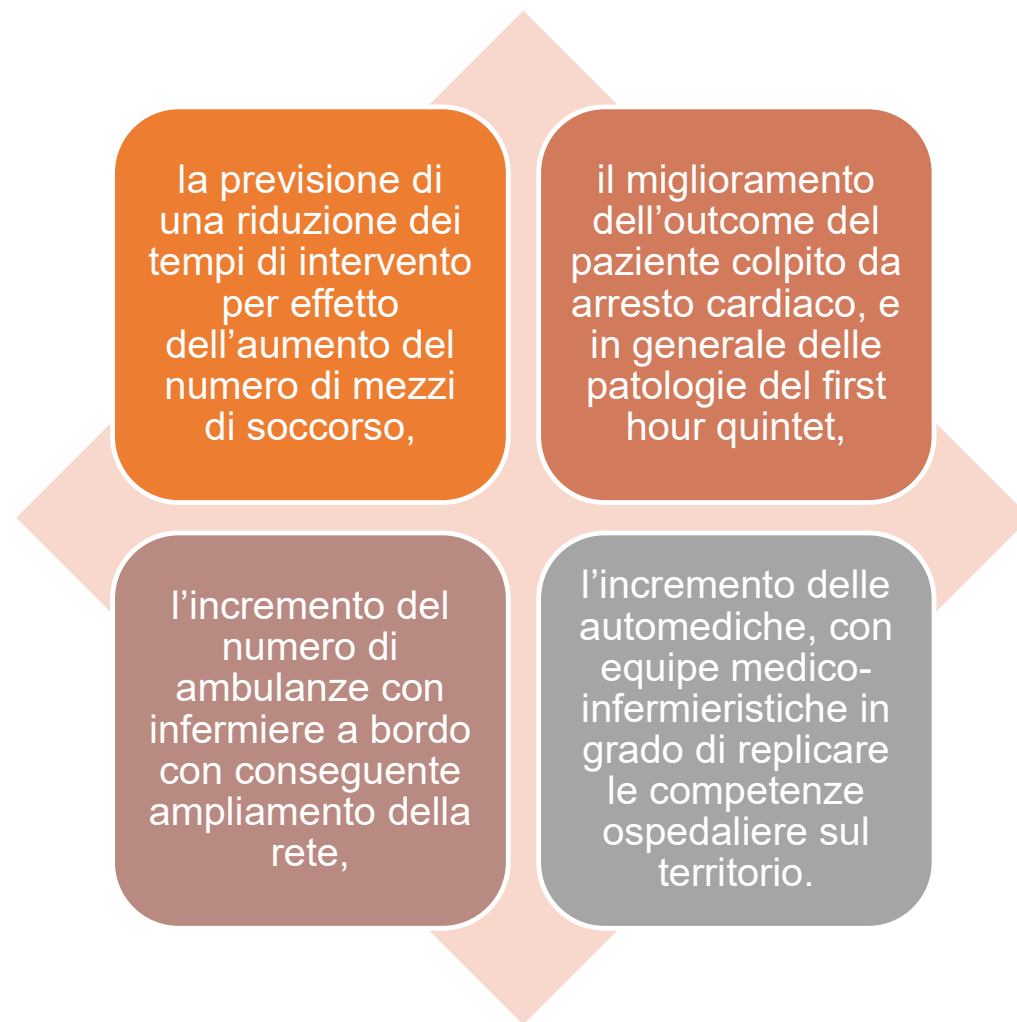 la previsione di
una riduzione dei
tempi di intervento
per effetto
dell’aumento del
numero di mezzi
di soccorso,
il miglioramento
dell’outcome del
paziente colpito da
arresto cardiaco, e
in generale delle
patologie del first
hour quintet,
l’incremento del
numero di
ambulanze con
infermiere a bordo
con conseguente
ampliamento della
rete,
l’incremento delle
automediche, con
equipe medico-
infermieristiche in
grado di replicare
le competenze
ospedaliere sul
territorio.